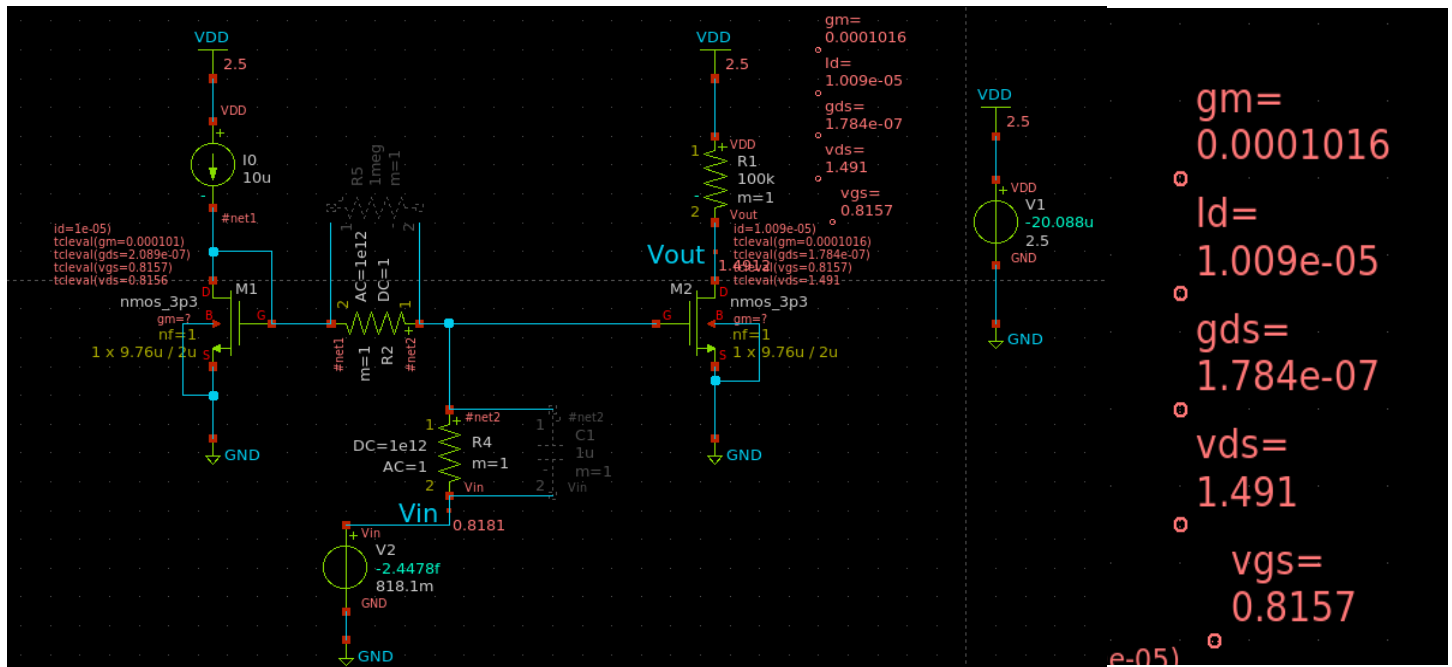 VDD
2.5
VDD
+
I0
10u
-
#net1
id=1e-05)
tcleval(gm=0.000101)
tcleval(gds=2.089e-07)
tcleval(vgs=0.8157)
tcleval(vds=0.8156
D
M1
nmos_3p3
B
G
gm=?
nf=1
1 x 9.76u / 2u
S
GND
R5
1meg
m=1
1
2
AC=1e12
DC=1
2
1
+
#net1
m=1
R2
#net2
1
+
#net2
DC=1e12
R4
AC=1
m=1
2
Vin
1
#net2
C1
1u
-
m=1
2
Vin
Vin
0.8181
Vin
+
V2
-2.4478f
818.1m
GND
GND
VDD
2.5
1
+
VDD
R1
100k
-
m=1
2
Vout
id=1.009e-05)
tcleval(gm=0.0001016)
tcleval(gds=1.784e-07)
tcleval(vgs=0.8157)
tcleval(vds=1.491
Vout
D
M2
nmos_3p3
G
B
gm=?
nf=1
1 x 9.76u / 2u
S
GND
gm=
0.0001016
Id=
1.009e-05
gds=
1.784e-07
vds=
1.491
vgs=
0.8157
VDD
2.5
VDD
+
V1
-20.088u
2.5
GND
GND
gm=
0.0001016
Id=
1.009e-05
gds=
1.784e-07
vds=
1.491
vgs=
0.8157
e-05)